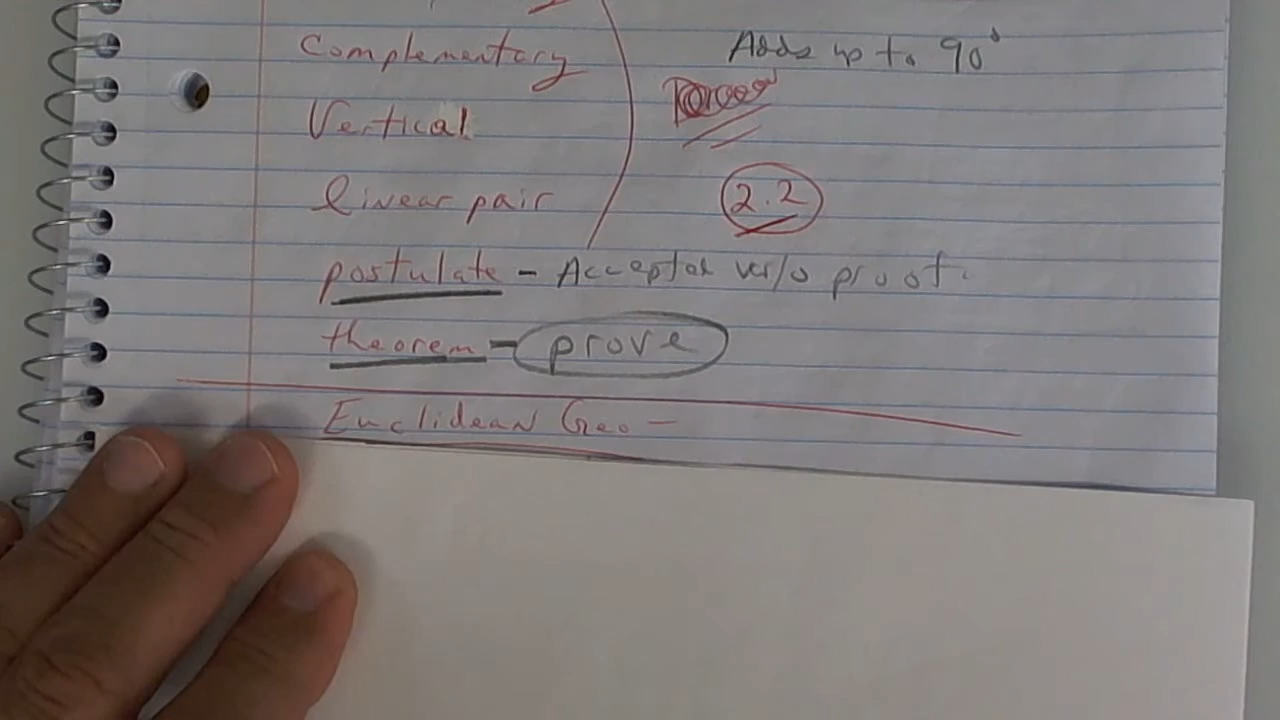 Complementary Adds up to 90°
Vertical
linear pair 2.2
postulate - Accepted w/o proof.
theorem - prove
Euclidean Geo -